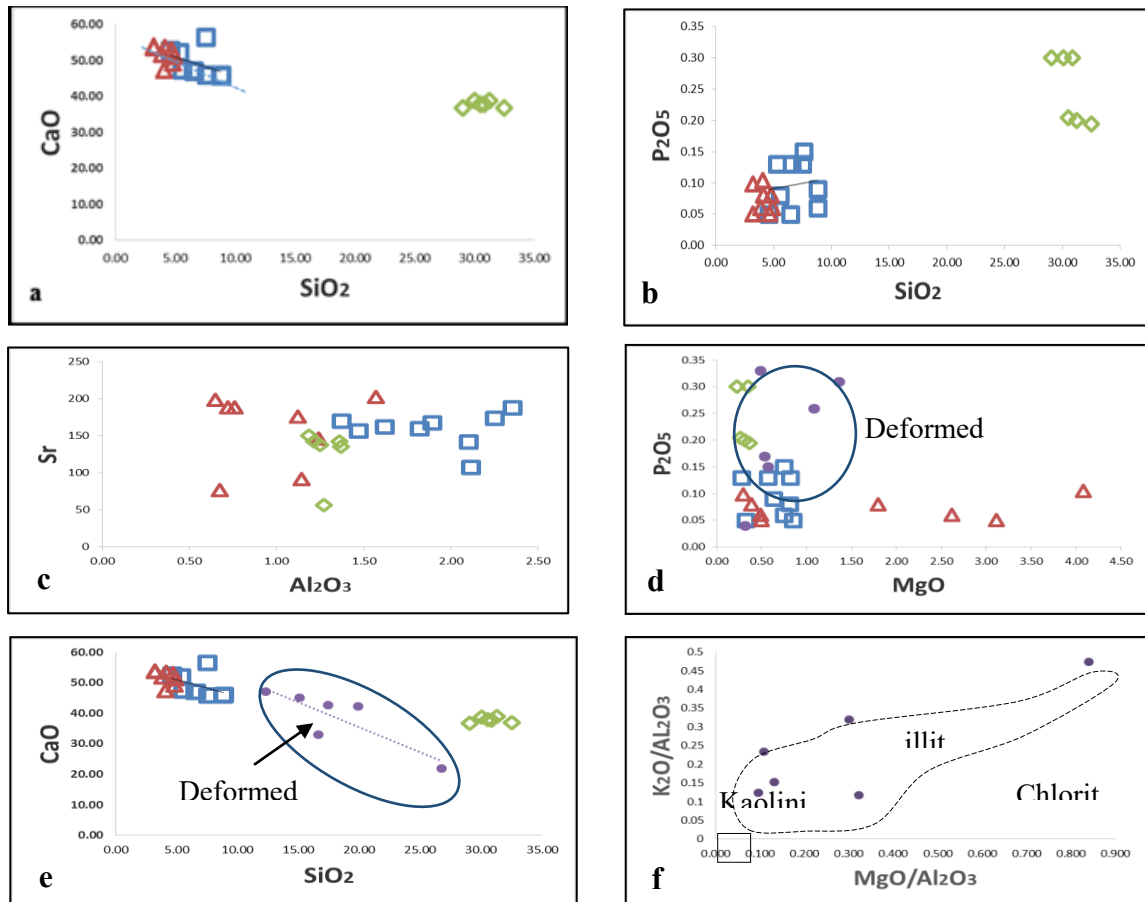 60.00
50.00
40.00
30.00
20.00
10.00
0.00
CaO
0.00 5.00 10.00 15.00 20.00 25.00 30.00 35.00
SiO2
a
0.35
0.30
0.25
0.20
0.15
0.10
0.05
0.00
P2O5
0.00 5.00 10.00 15.00 20.00 25.00 30.00 35.00
SiO2
b
250
200
150
100
50
0
Sr
0.00 0.50 1.00 1.50 2.00 2.50
Al2O3
c
0.35
0.30
0.25
0.20
0.15
0.10
0.05
0.00
P2O5
Deformed
0.00 0.50 1.00 1.50 2.00 2.50 3.00 3.50 4.00 4.50
MgO
d
60.00
50.00
40.00
30.00
20.00
10.00
0.00
CaO
Deformed
0.00 5.00 10.00 15.00 20.00 25.00 30.00 35.00
SiO2
e
0.5
0.45
0.4
0.35
0.3
0.25
0.2
0.15
0.1
0.05
0
K2O/AL2O3
illit
Kaolini
Chlorit
0.000 0.100 0.200 0.300 0.400 0.500 0.600 0.700 0.800 0.900
MgO/Al2O3
f